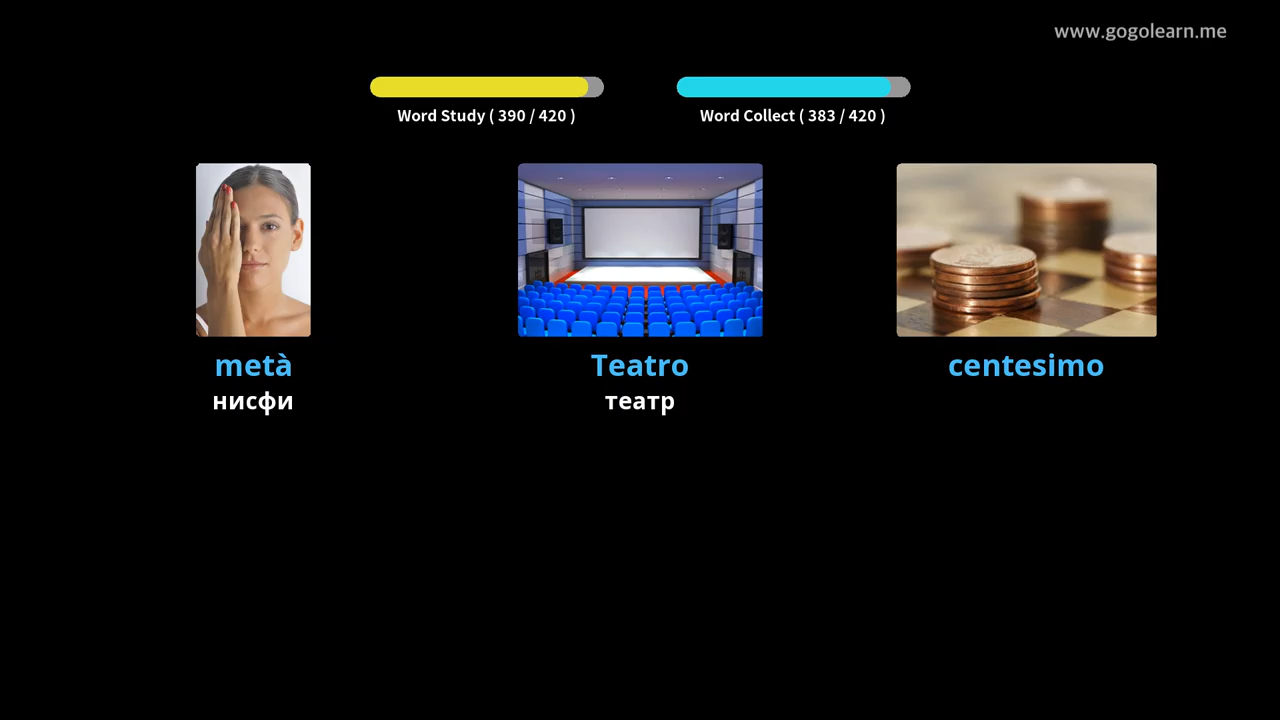 www.gogolearn.me
Word Study ( 390 / 420 )
Word Collect ( 383 / 420 )
metà
нисфи
Teatro
театр
centesimo